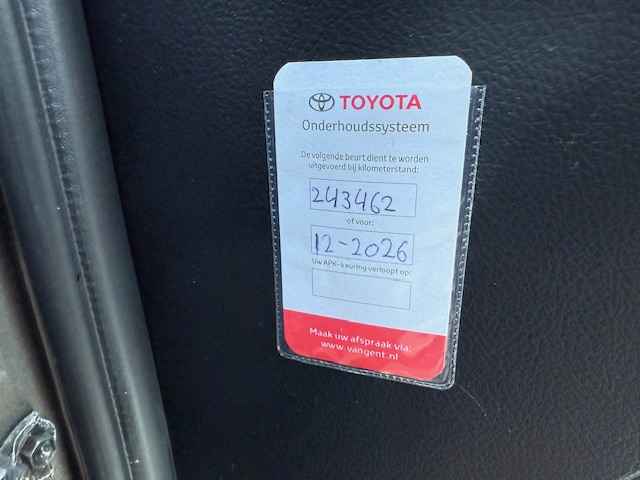 TOYOTA
Onderhoudssysteem
De volgende beurt dient te worden
uitgevoerd bij kilometerstand:
243462
of voor:
12-2026
Uw APK-keuring verloopt op:
Maak uw afspraak via:
www.vangent.nl